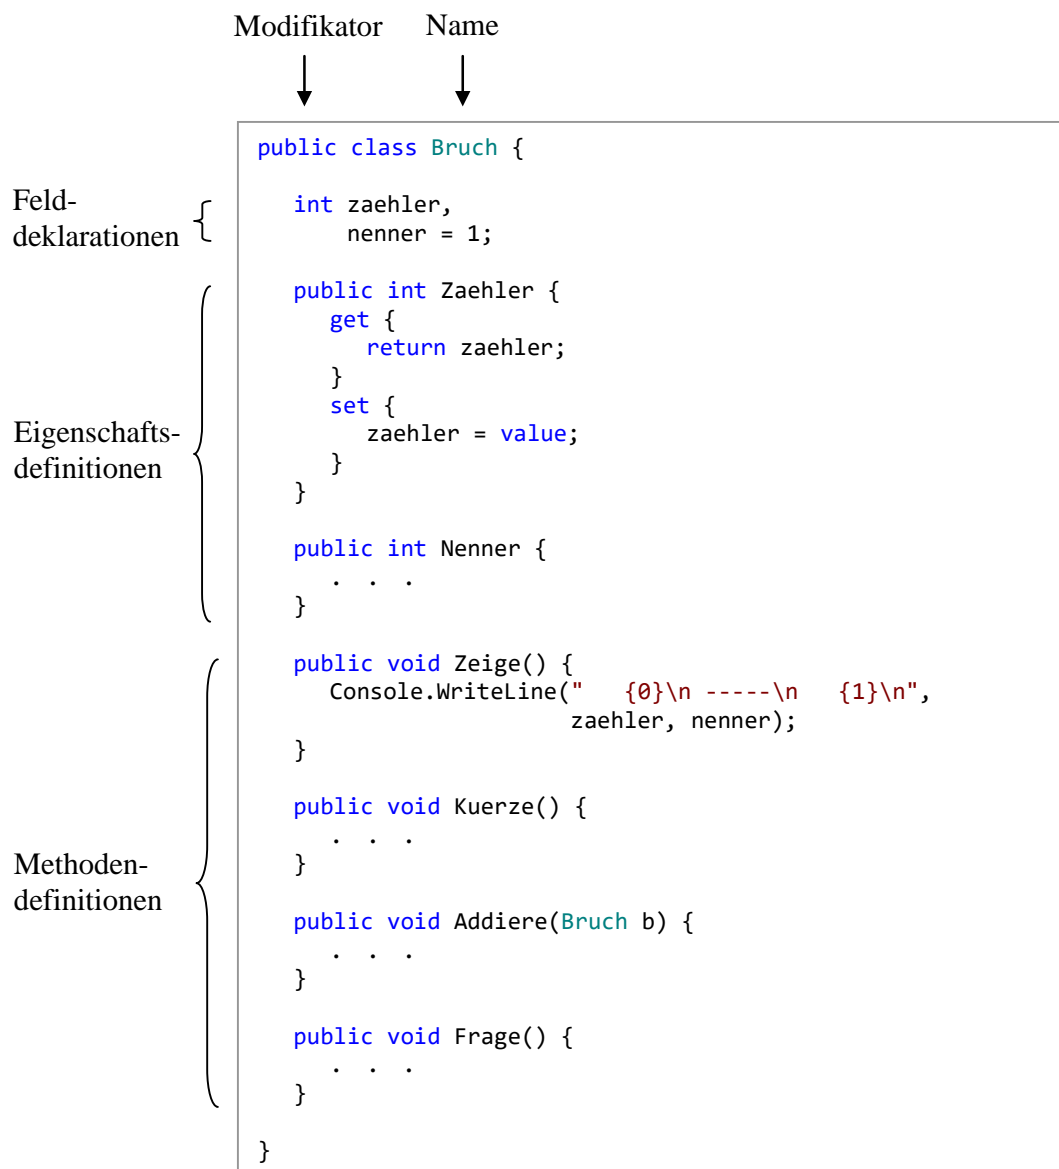 Modifikator Name
public class Bruch {
Feld-
deklarationen
int zaehler,
nenner = 1;
Eigenschafts-
definitionen
public int Zaehler {
get {
return zaehler;
}
set {
zaehler = value;
}
}
public int Nenner {
. . .
}
Methoden-
definitionen
public void Zeige() {
Console.WriteLine("   {0}\n -----\n   {1}\n",
zaehler, nenner);
}
public void Kuerze() {
. . .
}
public void Addiere(Bruch b) {
. . .
}
public void Frage() {
. . .
}
}